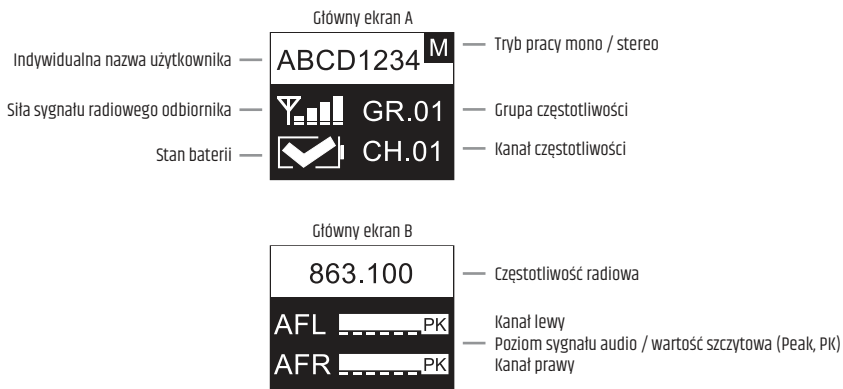 Główny ekran A
Indywidualna nazwa użytkownika
ABCD1234 M
Tryb pracy mono / stereo
Siła sygnału radiowego odbiornika
GR.01
Grupa częstotliwości
Stan baterii
CH.01
Kanał częstotliwości
Główny ekran B
863.100
Częstotliwość radiowa
AFL PK
Kanał lewy
Poziom sygnału audio / wartość szczytowa (Peak, PK)
AFR PK
Kanał prawy